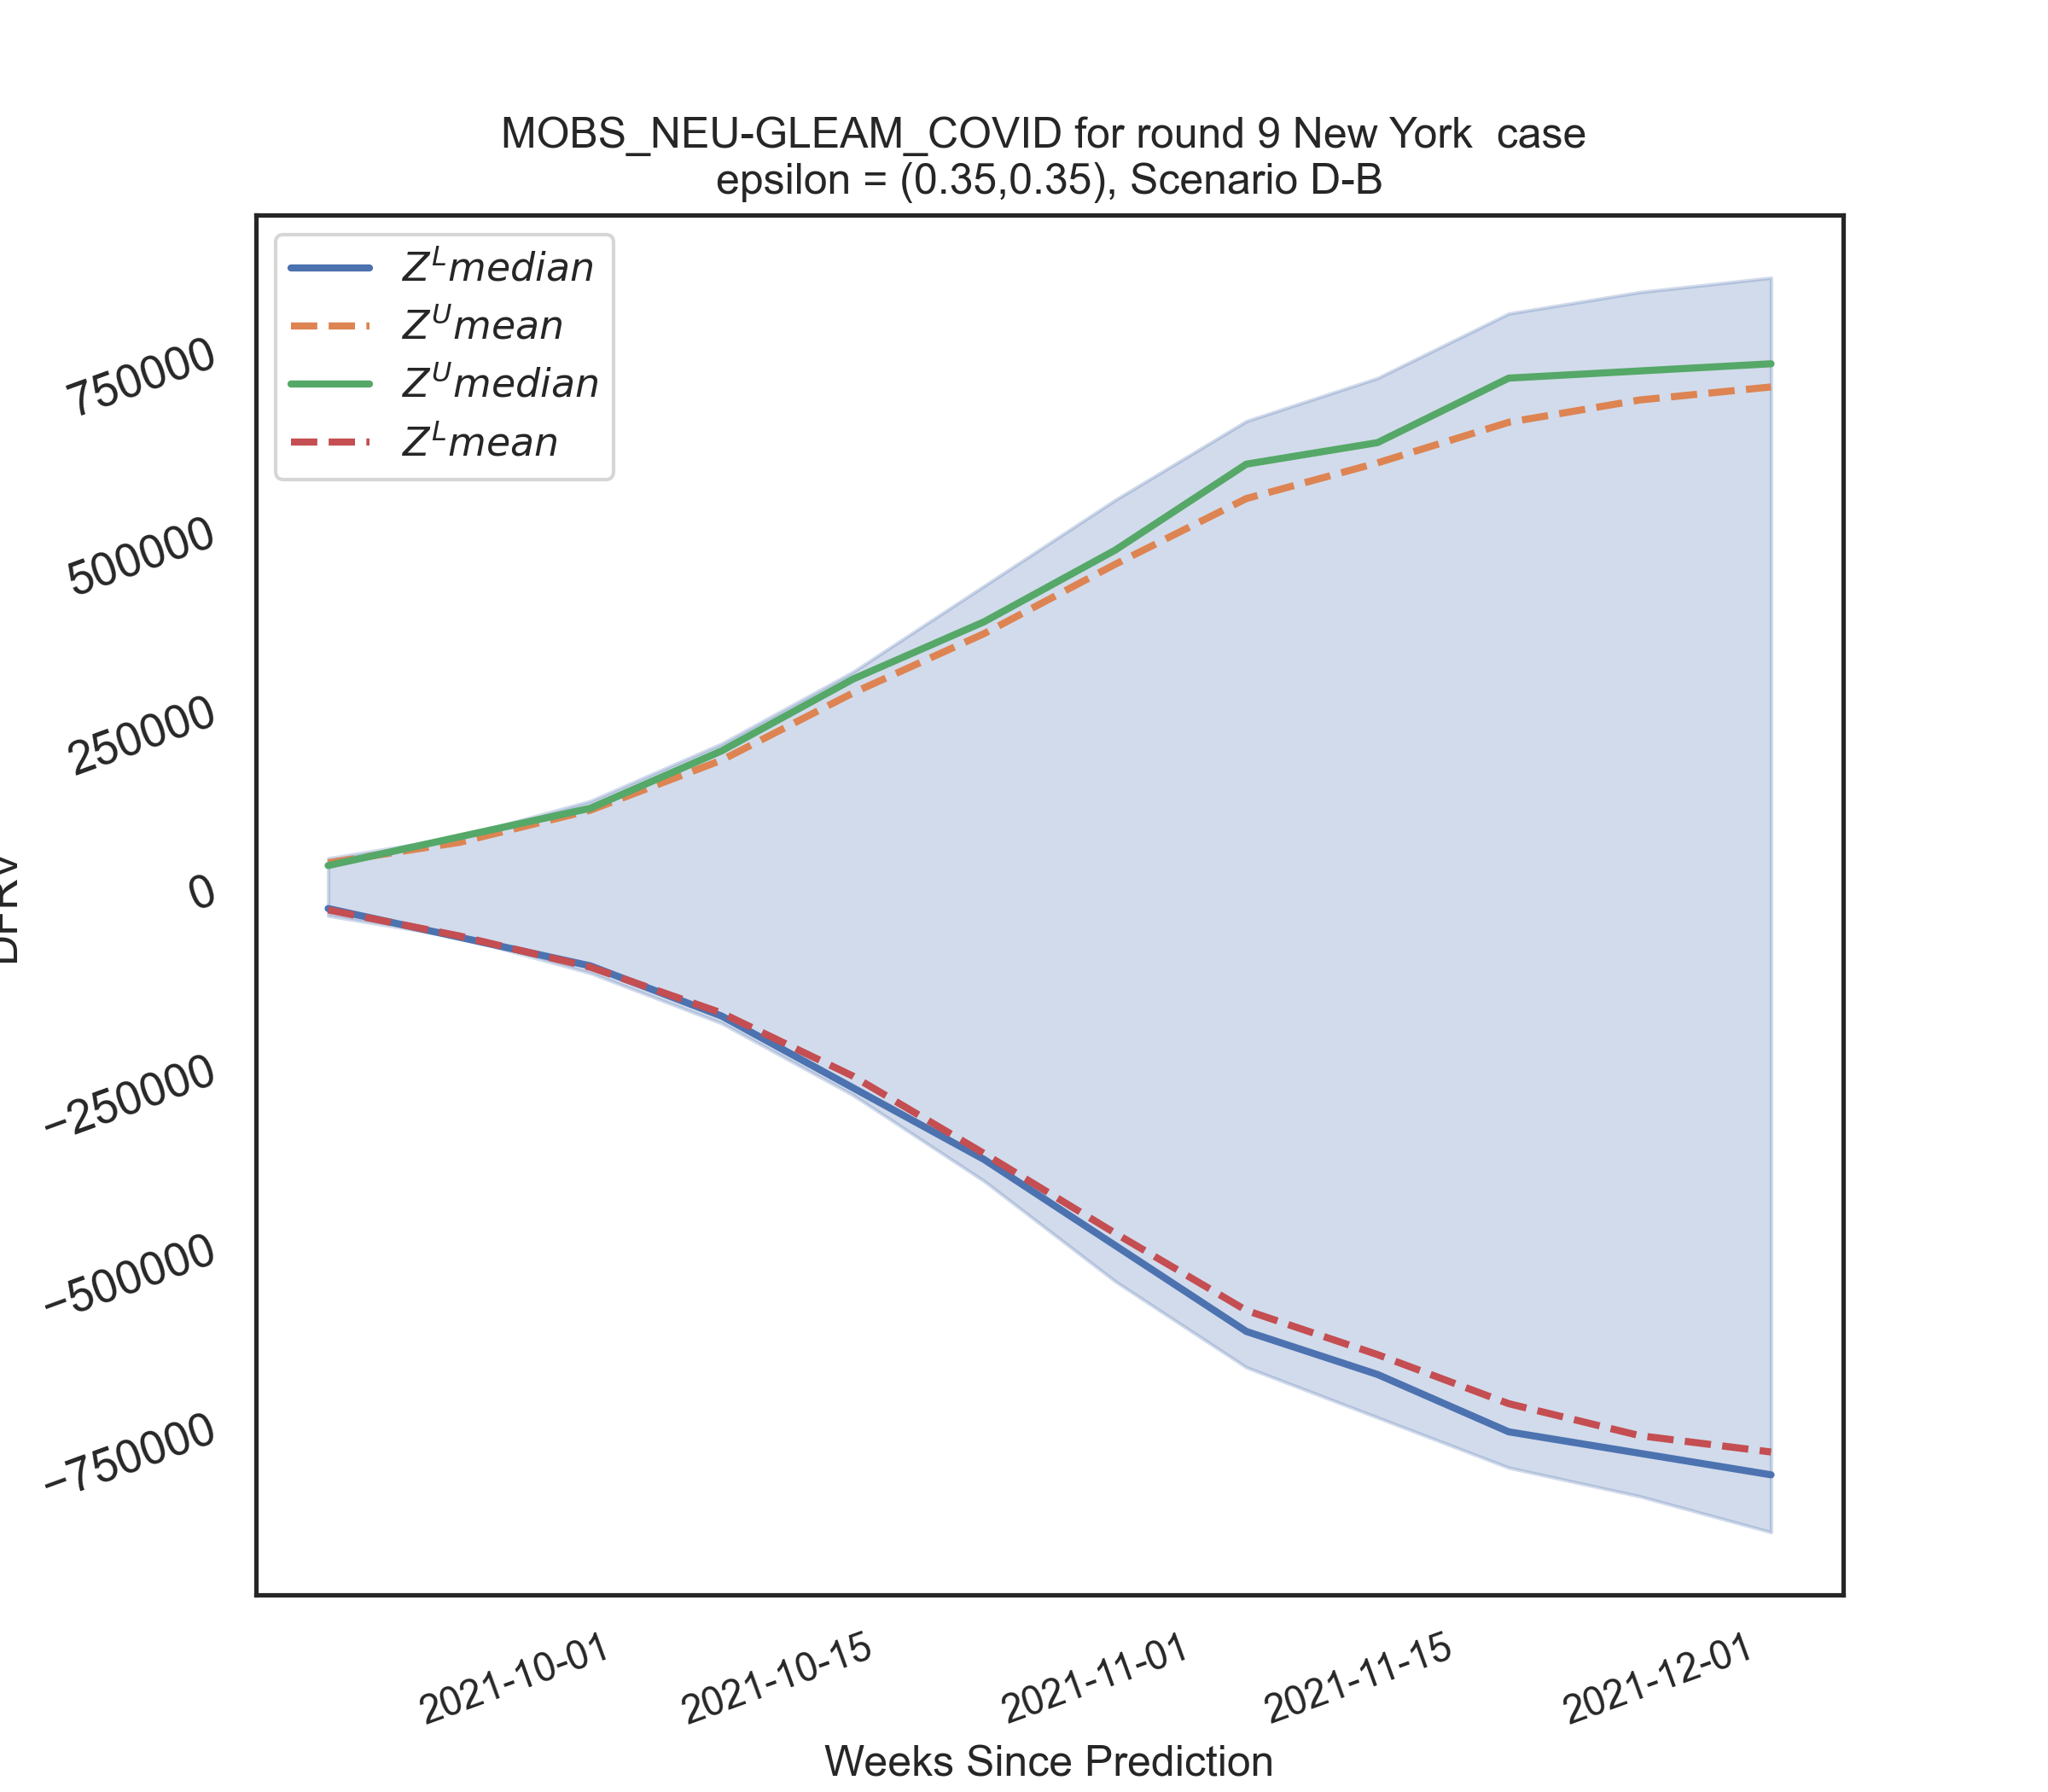 MOBS_NEU-GLEAM_COVID for round 9 New York  case
epsilon = (0.35,0.35), Scenario D-B
Z^L median
Z^U mean
Z^U median
Z^L mean
750000
500000
250000
0
−250000
−500000
−750000
2021-10-01
2021-10-15
2021-11-01
2021-11-15
2021-12-01
Weeks Since Prediction